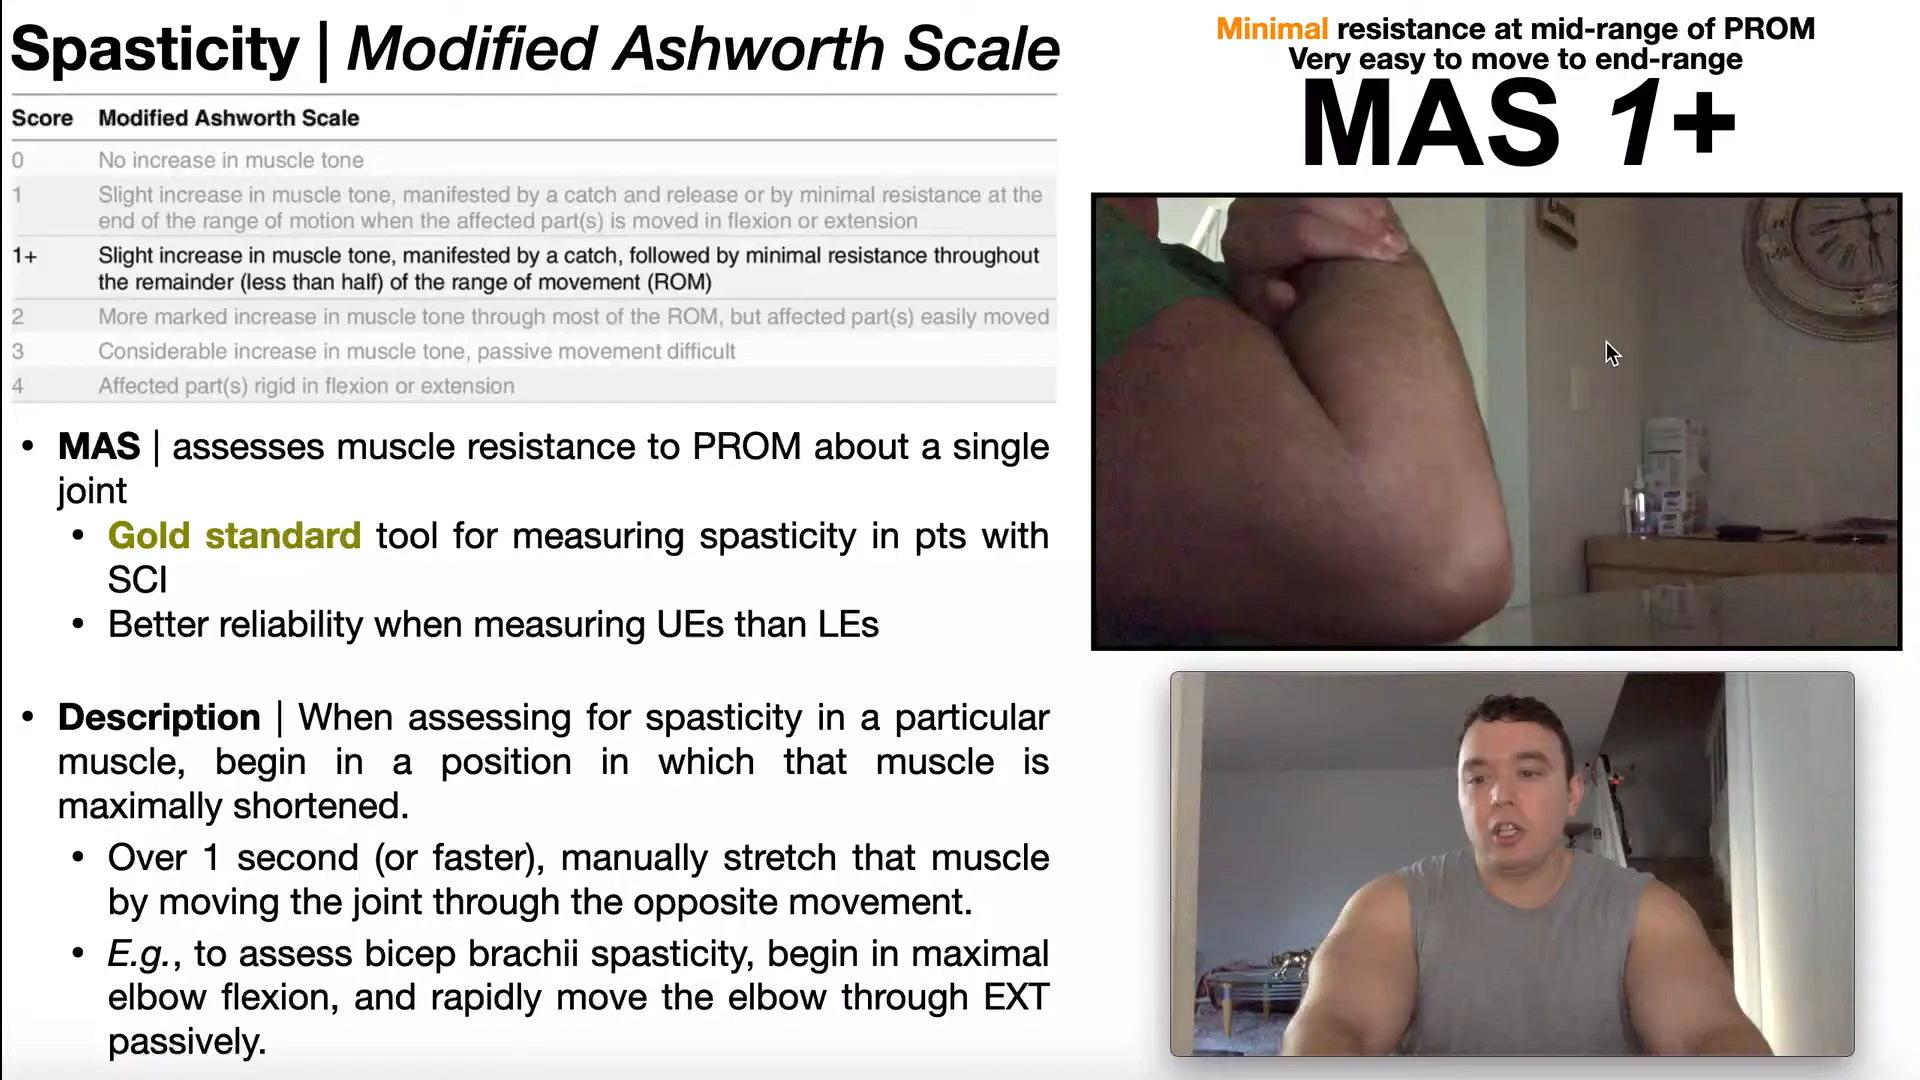 Spasticity | Modified Ashworth Scale
Score Modified Ashworth Scale
0 No increase in muscle tone
1 Slight increase in muscle tone, manifested by a catch and release or by minimal resistance at the
end of the range of motion when the affected part(s) is moved in flexion or extension
1+ Slight increase in muscle tone, manifested by a catch, followed by minimal resistance throughout
the remainder (less than half) of the range of movement (ROM)
2 More marked increase in muscle tone through most of the ROM, but affected part(s) easily moved
3 Considerable increase in muscle tone, passive movement difficult
4 Affected part(s) rigid in flexion or extension
• MAS | assesses muscle resistance to PROM about a single
joint
• Gold standard tool for measuring spasticity in pts with
SCI
• Better reliability when measuring UEs than LEs
• Description | When assessing for spasticity in a particular
muscle, begin in a position in which that muscle is
maximally shortened.
• Over 1 second (or faster), manually stretch that muscle
by moving the joint through the opposite movement.
• E.g., to assess bicep brachii spasticity, begin in maximal
elbow flexion, and rapidly move the elbow through EXT
passively.
Minimal resistance at mid-range of PROM
Very easy to move to end-range
MAS 1+